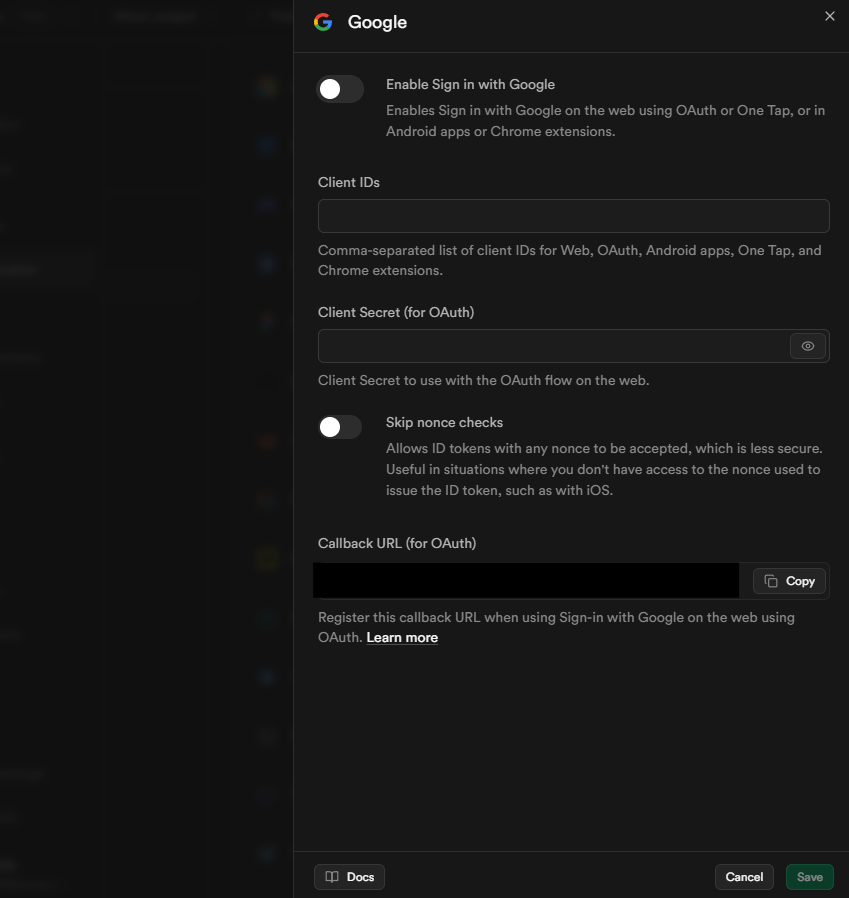 Google
Enable Sign in with Google
Enables Sign in with Google on the web using OAuth or One Tap, or in
Android apps or Chrome extensions.
Client IDs
Comma-separated list of client IDs for Web, OAuth, Android apps, One Tap, and
Chrome extensions.
Client Secret (for OAuth)
Client Secret to use with the OAuth flow on the web.
Skip nonce checks
Allows ID tokens with any nonce to be accepted, which is less secure.
Useful in situations where you don't have access to the nonce used to
issue the ID token, such as with iOS.
Callback URL (for OAuth)
Copy
Register this callback URL when using Sign-in with Google on the web using
OAuth. Learn more
Docs
Cancel
Save